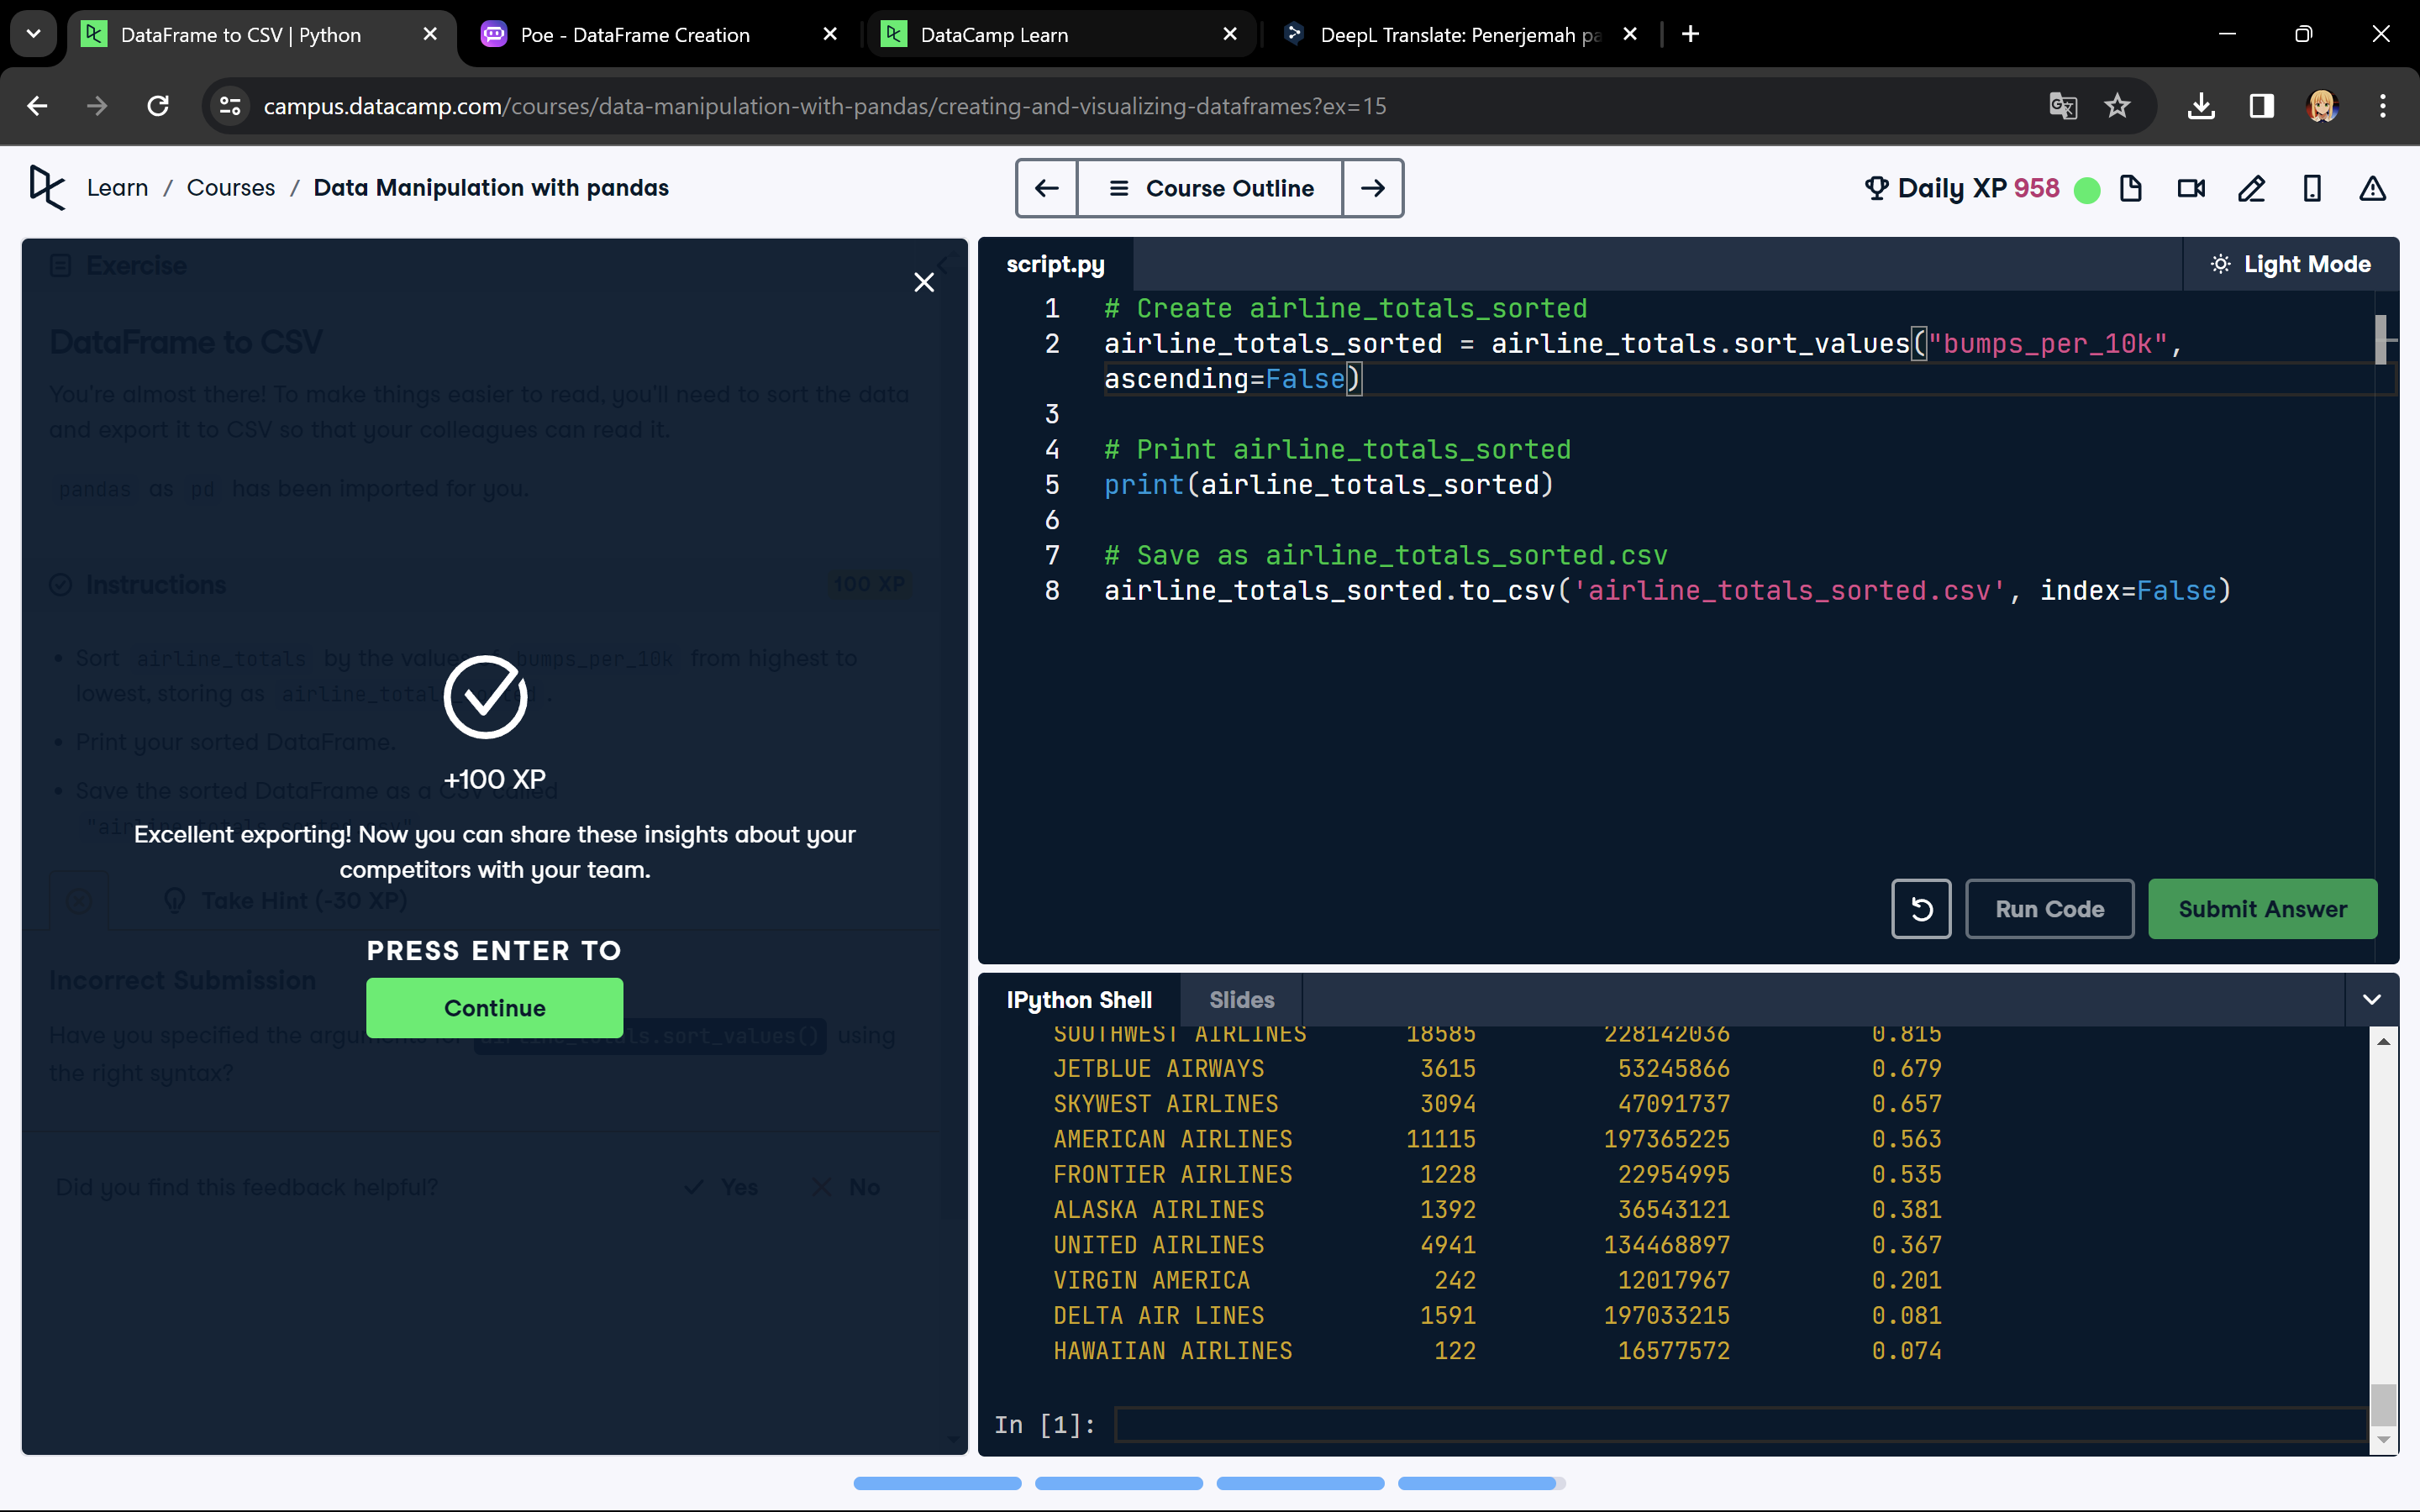 DataFrame to CSV | Python
Poe - DataFrame Creation
DataCamp Learn
DeepL Translate: Penerjemah pa
campus.datacamp.com/courses/data-manipulation-with-pandas/creating-and-visualizing-dataframes?ex=15
Learn / Courses / Data Manipulation with pandas
Course Outline
Daily XP 958
Exercise
DataFrame to CSV
You're almost there! To make things easier to read, you'll need to sort the data
and export it to CSV so that your colleagues can read it.
pandas as pd has been imported for you.
Instructions
100 XP
• Sort airline_totals by the values of bumps_per_10k from highest to
lowest, storing as airline_totals_sorted .
• Print your sorted DataFrame.
• Save the sorted DataFrame as a CSV called
"airline_totals_sorted.csv"
+100 XP
Excellent exporting! Now you can share these insights about your
competitors with your team.
Take Hint (-30 XP)
PRESS ENTER TO
Continue
Incorrect Submission
Have you specified the arguments for airline_totals.sort_values() using
the right syntax?
Did you find this feedback helpful?
Yes
No
script.py
Light Mode
1 # Create airline_totals_sorted
2 airline_totals_sorted = airline_totals.sort_values("bumps_per_10k",
ascending=False)
3
4 # Print airline_totals_sorted
5 print(airline_totals_sorted)
6
7 # Save as airline_totals_sorted.csv
8 airline_totals_sorted.to_csv('airline_totals_sorted.csv', index=False)
Run Code
Submit Answer
IPython Shell
Slides
SOUTHWEST AIRLINES 18585 228142036 0.815
JETBLUE AIRWAYS 3615 53245866 0.679
SKYWEST AIRLINES 3094 47091737 0.657
AMERICAN AIRLINES 11115 197365225 0.563
FRONTIER AIRLINES 1228 22954995 0.535
ALASKA AIRLINES 1392 36543121 0.381
UNITED AIRLINES 4941 134468897 0.367
VIRGIN AMERICA 242 12017967 0.201
DELTA AIR LINES 1591 197033215 0.081
HAWAIIAN AIRLINES 122 16577572 0.074
In [1]: